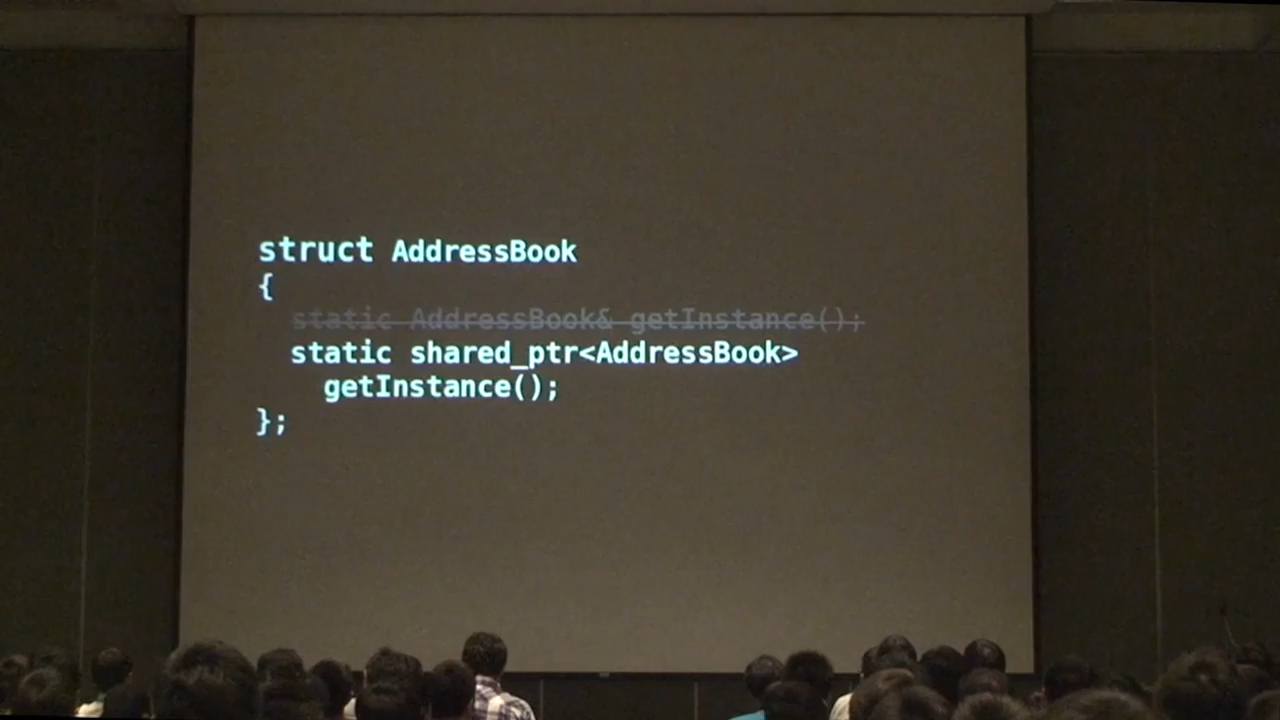 struct AddressBook
{
static AddressBook& getInstance();
static shared_ptr<AddressBook>
getInstance();
};